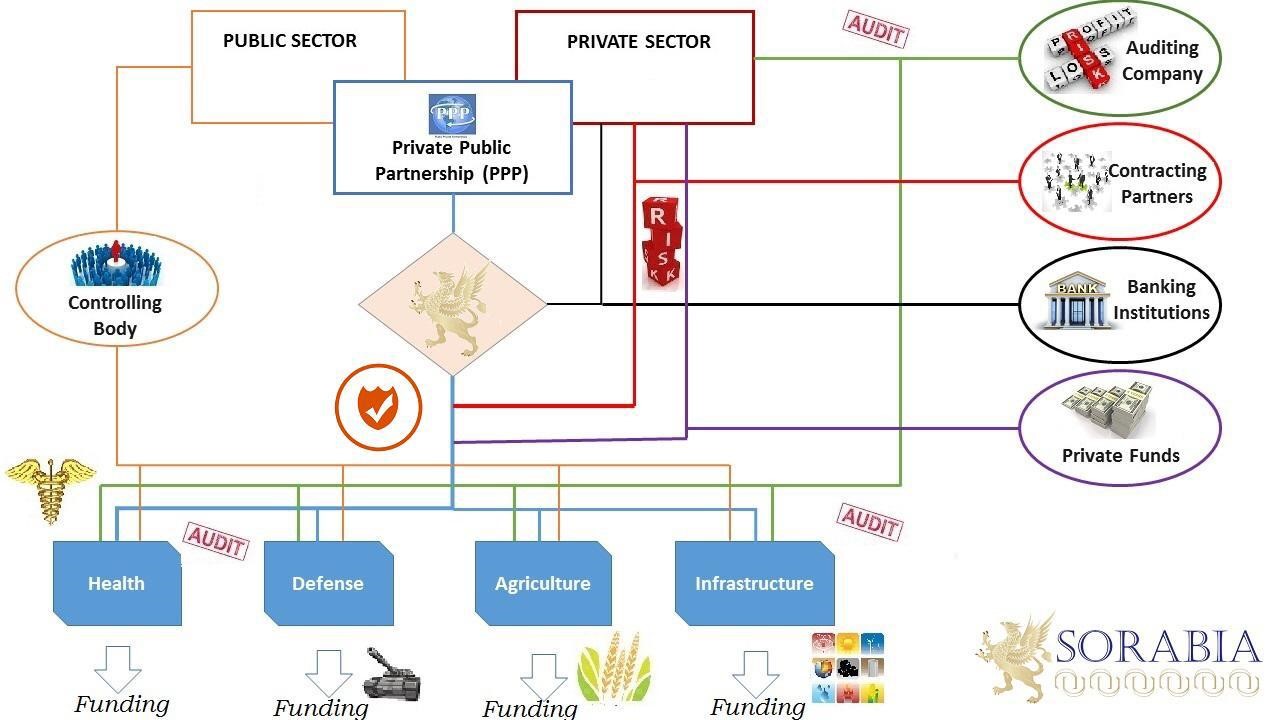 PUBLIC SECTOR
PRIVATE SECTOR
AUDIT
PROFIT
RISK
LOSS
Auditing
Company
PPP
Private Public
Partnership (PPP)
Contracting
Partners
RISK
Controlling
Body
BANK
Banking
Institutions
Private Funds
AUDIT
AUDIT
Health
Defense
Agriculture
Infrastructure
Funding
Funding
Funding
Funding
SORABIA